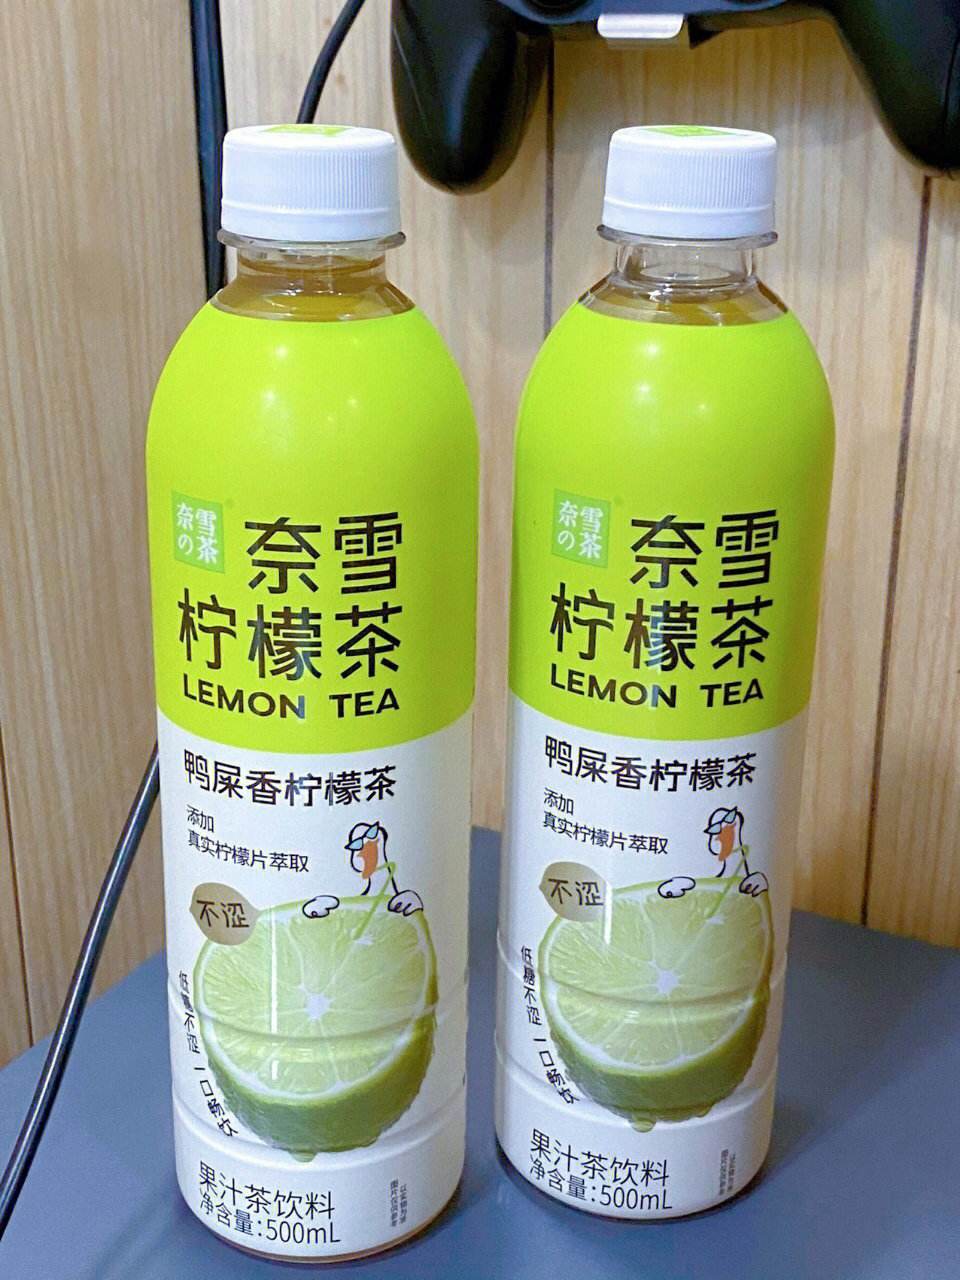 奈雪
の茶
奈雪
柠檬茶
LEMON TEA
鸭屎香柠檬茶
添加
真实柠檬片萃取
不涩
低糖不涩 一口畅饮
果汁茶饮料
净含量:500mL
奈雪
の茶
奈雪
柠檬茶
LEMON TEA
鸭屎香柠檬茶
添加
真实柠檬片萃取
不涩
低糖不涩 一口畅饮
果汁茶饮料
净含量:500mL